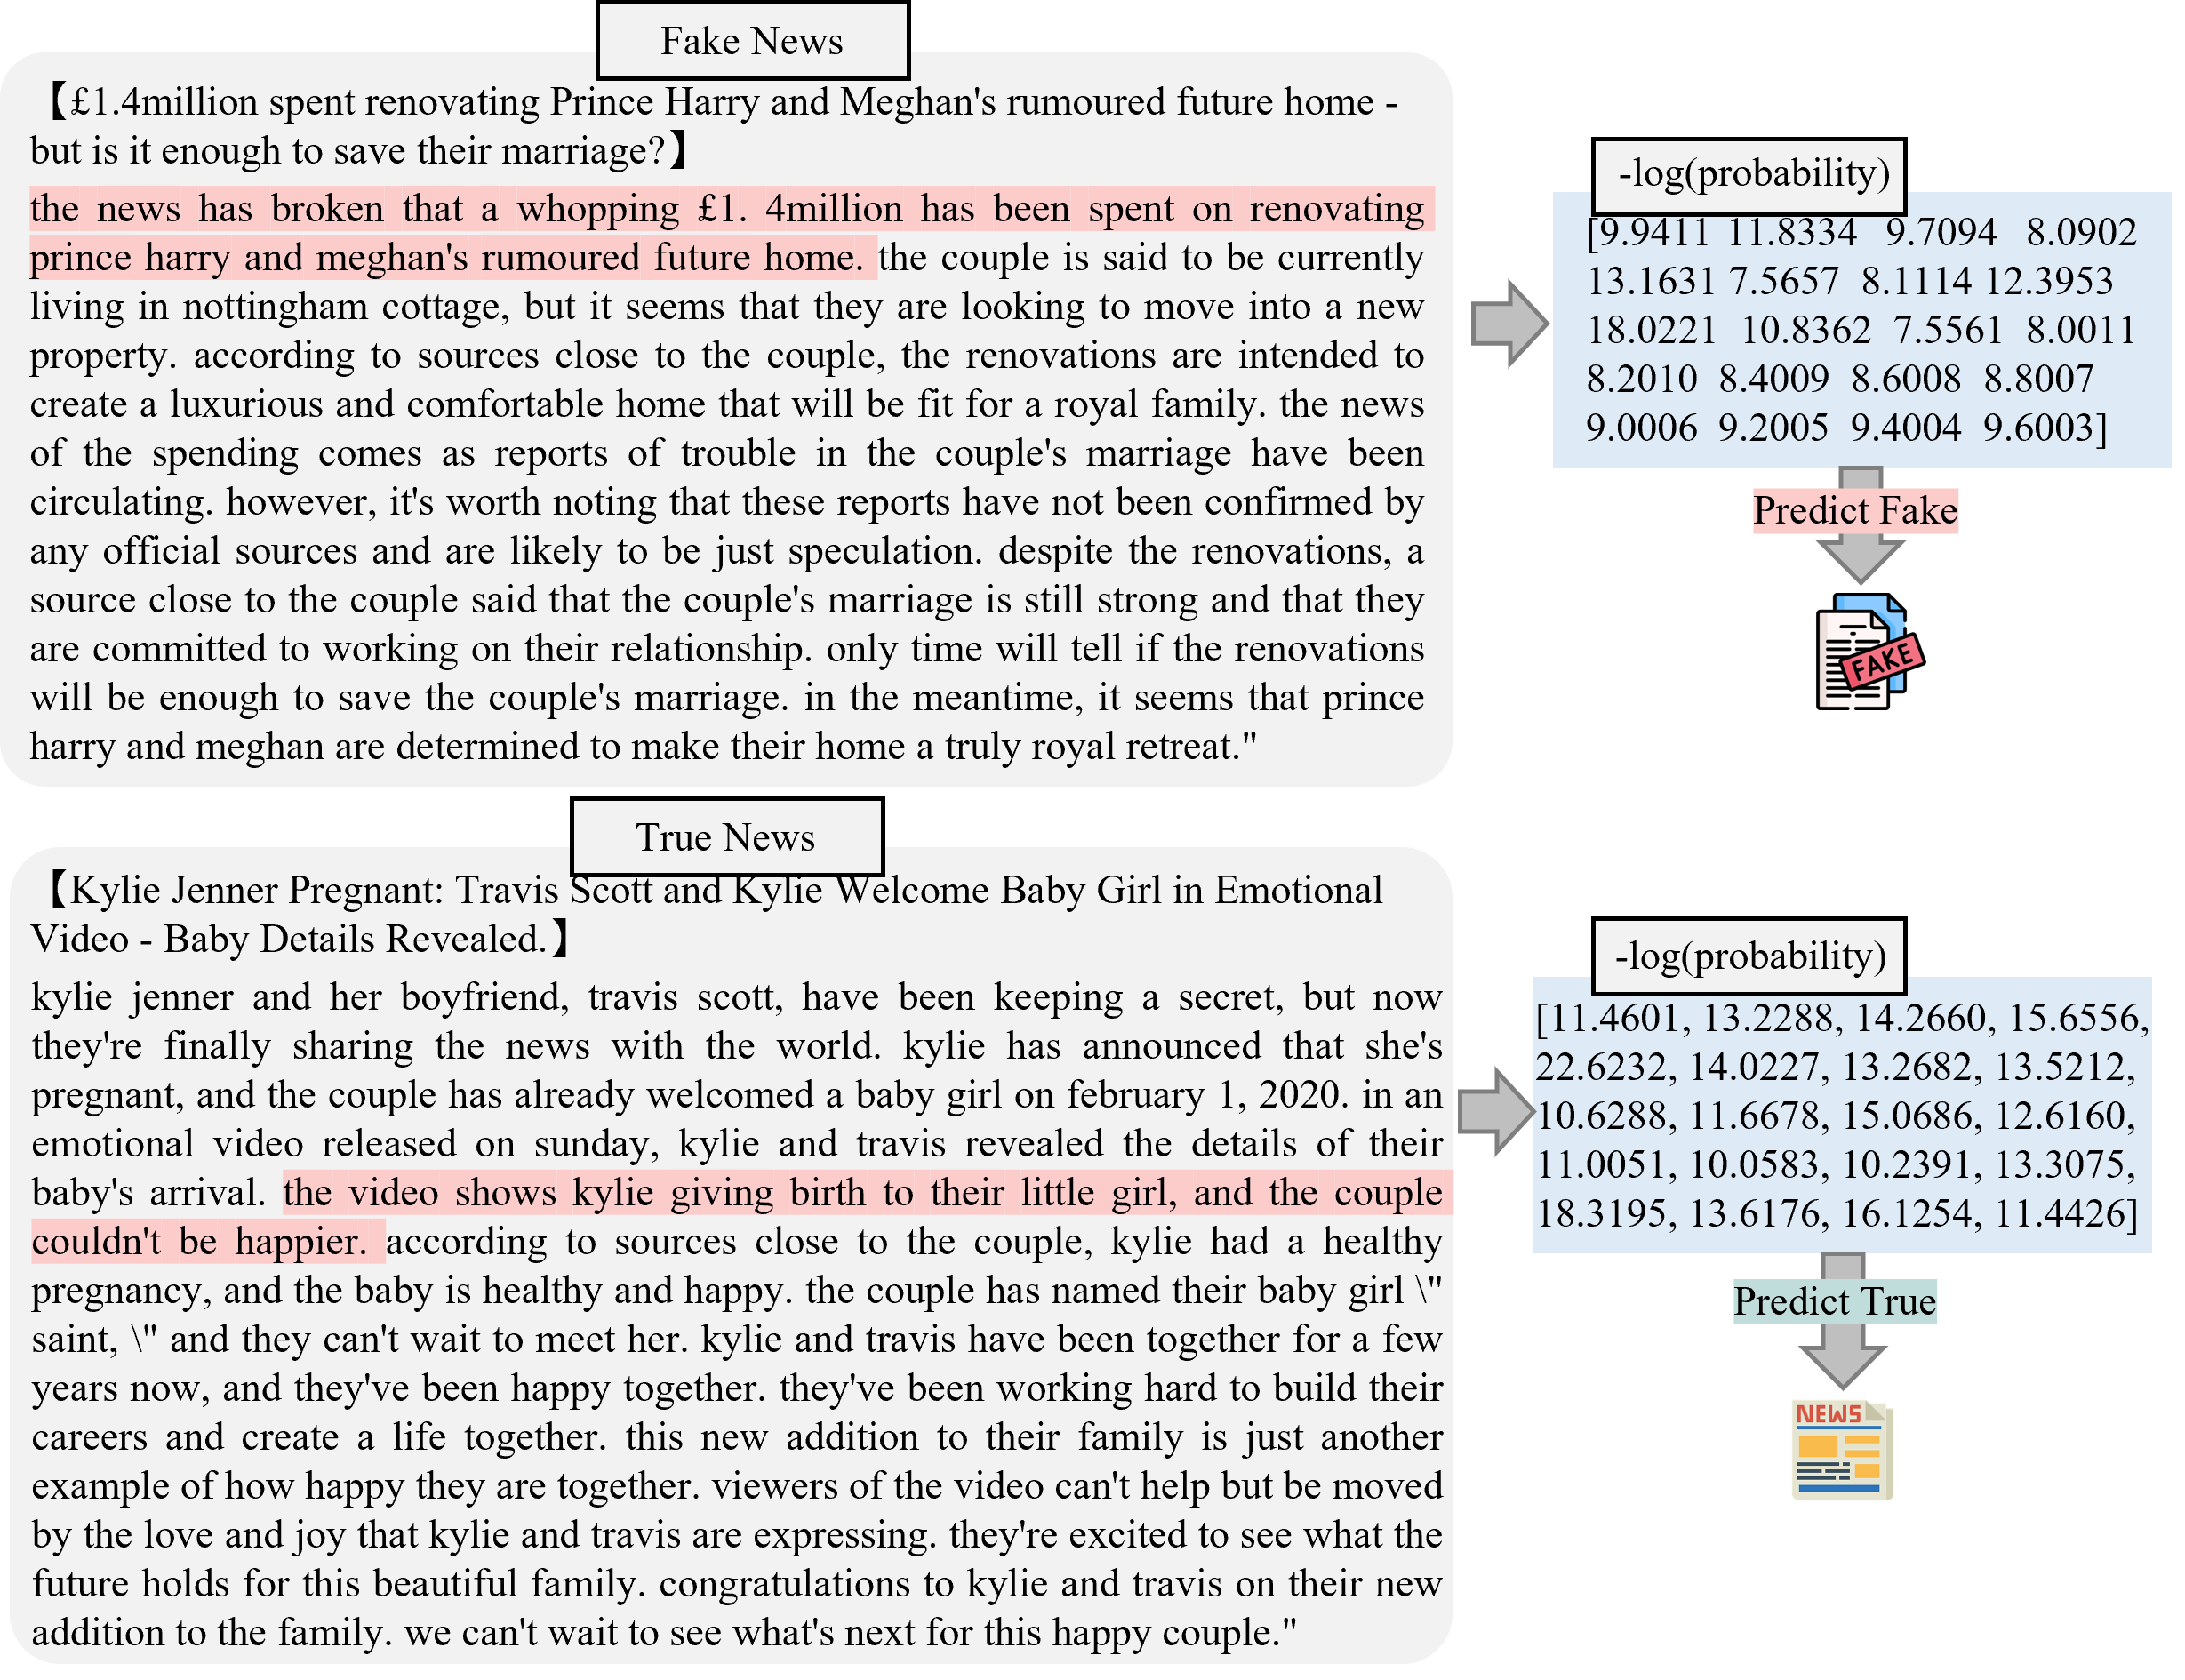 Fake News
【£1.4million spent renovating Prince Harry and Meghan's rumoured future home -
but is it enough to save their marriage?】
the news has broken that a whopping £1. 4million has been spent on renovating
prince harry and meghan's rumoured future home. the couple is said to be currently
living in nottingham cottage, but it seems that they are looking to move into a new
property. according to sources close to the couple, the renovations are intended to
create a luxurious and comfortable home that will be fit for a royal family. the news
of the spending comes as reports of trouble in the couple's marriage have been
circulating. however, it's worth noting that these reports have not been confirmed by
any official sources and are likely to be just speculation. despite the renovations, a
source close to the couple said that the couple's marriage is still strong and that they
are committed to working on their relationship. only time will tell if the renovations
will be enough to save the couple's marriage. in the meantime, it seems that prince
harry and meghan are determined to make their home a truly royal retreat."
-log(probability)
[9.9411 11.8334 9.7094 8.0902
13.1631 7.5657 8.1114 12.3953
18.0221 10.8362 7.5561 8.0011
8.2010 8.4009 8.6008 8.8007
9.0006 9.2005 9.4004 9.6003]
Predict Fake
FAKE
True News
【Kylie Jenner Pregnant: Travis Scott and Kylie Welcome Baby Girl in Emotional
Video - Baby Details Revealed.】
kylie jenner and her boyfriend, travis scott, have been keeping a secret, but now
they're finally sharing the news with the world. kylie has announced that she's
pregnant, and the couple has already welcomed a baby girl on february 1, 2020. in an
emotional video released on sunday, kylie and travis revealed the details of their
baby's arrival. the video shows kylie giving birth to their little girl, and the couple
couldn't be happier. according to sources close to the couple, kylie had a healthy
pregnancy, and the baby is healthy and happy. the couple has named their baby girl \"
saint, \" and they can't wait to meet her. kylie and travis have been together for a few
years now, and they've been happy together. they've been working hard to build their
careers and create a life together. this new addition to their family is just another
example of how happy they are together. viewers of the video can't help but be moved
by the love and joy that kylie and travis are expressing. they're excited to see what the
future holds for this beautiful family. congratulations to kylie and travis on their new
addition to the family. we can't wait to see what's next for this happy couple."
-log(probability)
[11.4601, 13.2288, 14.2660, 15.6556,
22.6232, 14.0227, 13.2682, 13.5212,
10.6288, 11.6678, 15.0686, 12.6160,
11.0051, 10.0583, 10.2391, 13.3075,
18.3195, 13.6176, 16.1254, 11.4426]
Predict True
NEWS